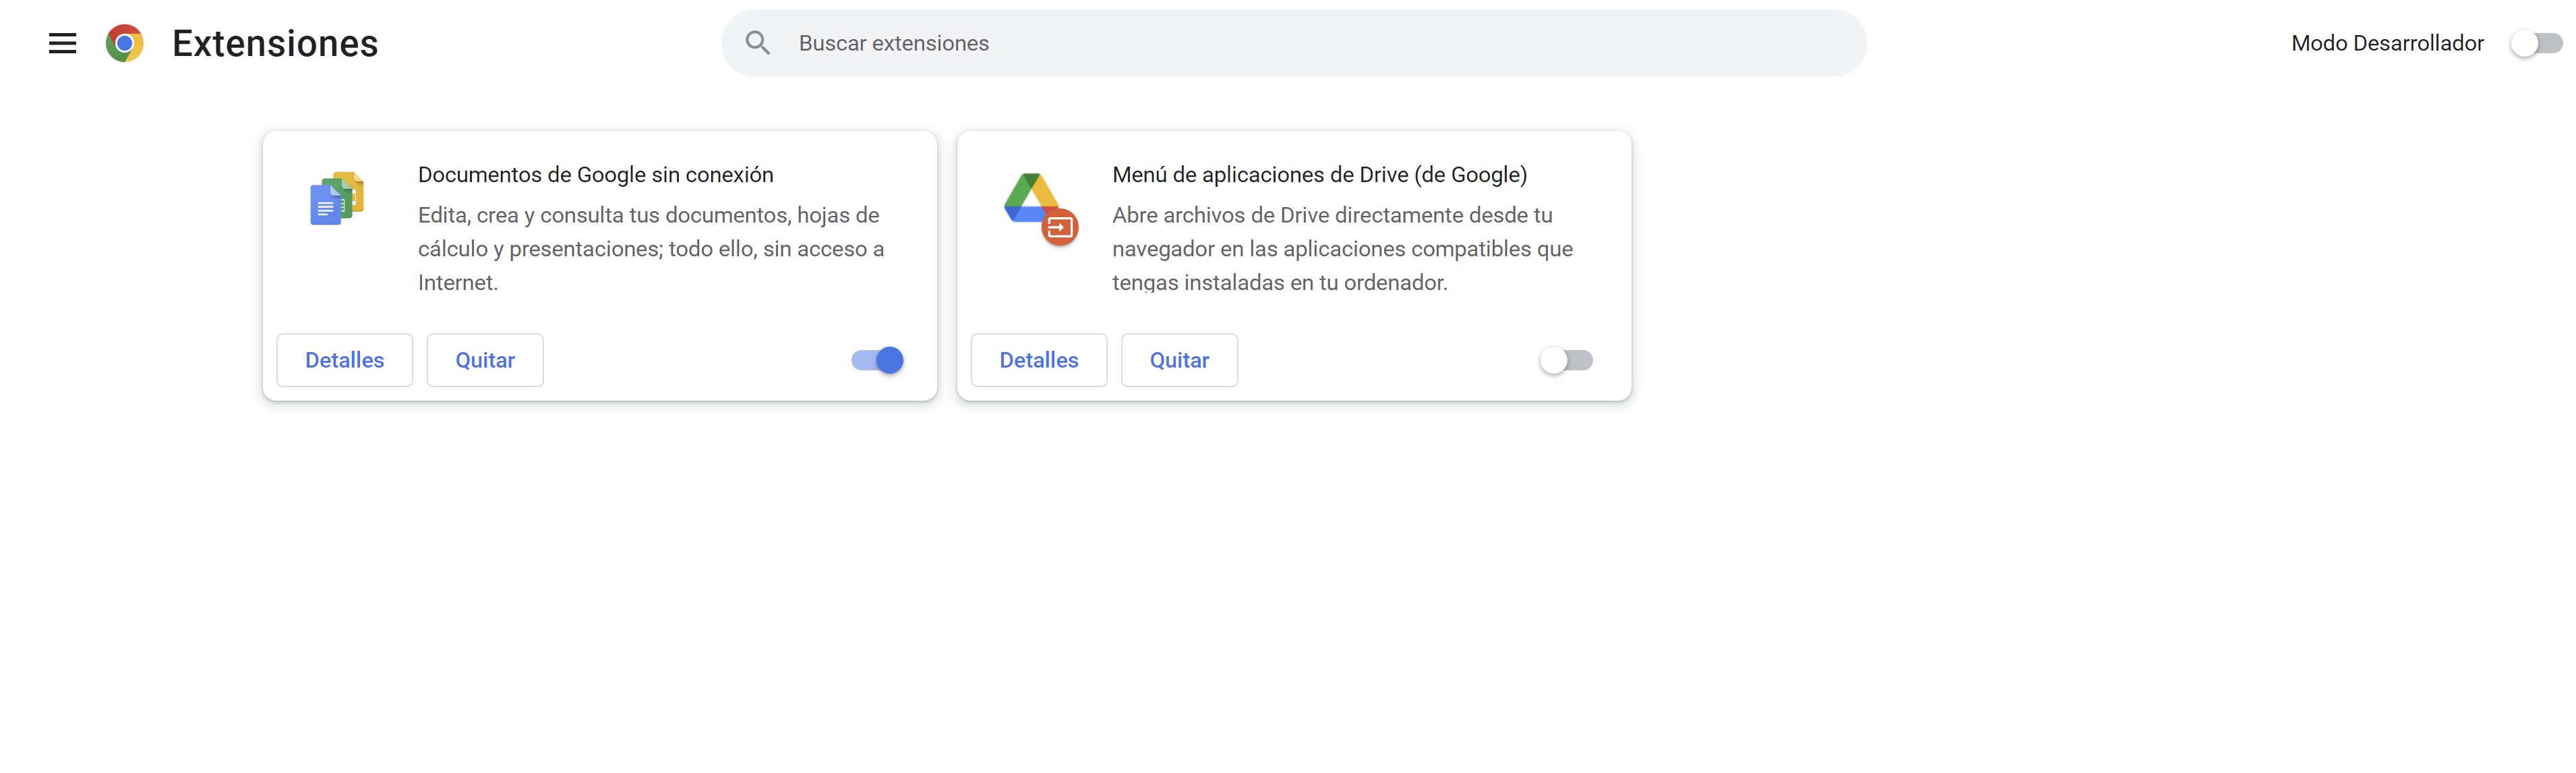 Extensiones
Buscar extensiones
Modo Desarrollador
Documentos de Google sin conexión
Edita, crea y consulta tus documentos, hojas de
cálculo y presentaciones; todo ello, sin acceso a
Internet.
Detalles
Quitar
Menú de aplicaciones de Drive (de Google)
Abre archivos de Drive directamente desde tu
navegador en las aplicaciones compatibles que
tengas instaladas en tu ordenador.
Detalles
Quitar